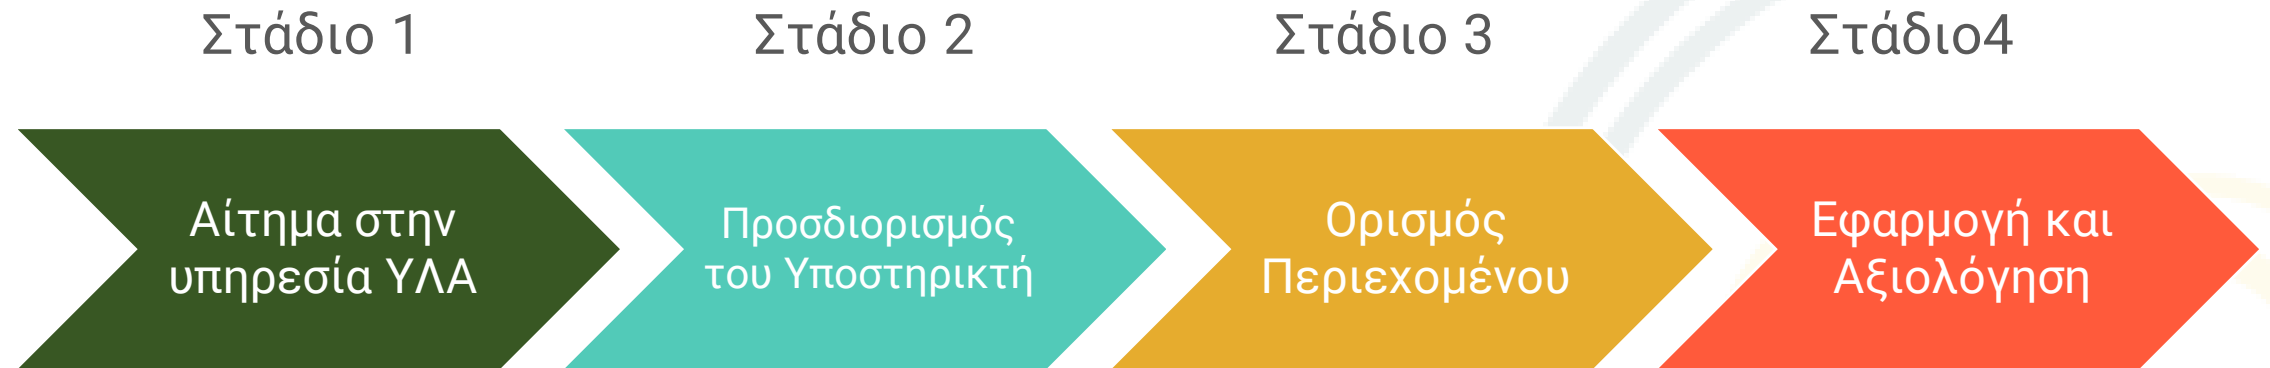 Στάδιο 1
Στάδιο 2
Στάδιο 3
Στάδιο4
Αίτημα στην
υπηρεσία ΥΛΑ
Προσδιορισμός
του Υποστηρικτή
Ορισμός
Περιεχομένου
Εφαρμογή και
Αξιολόγηση